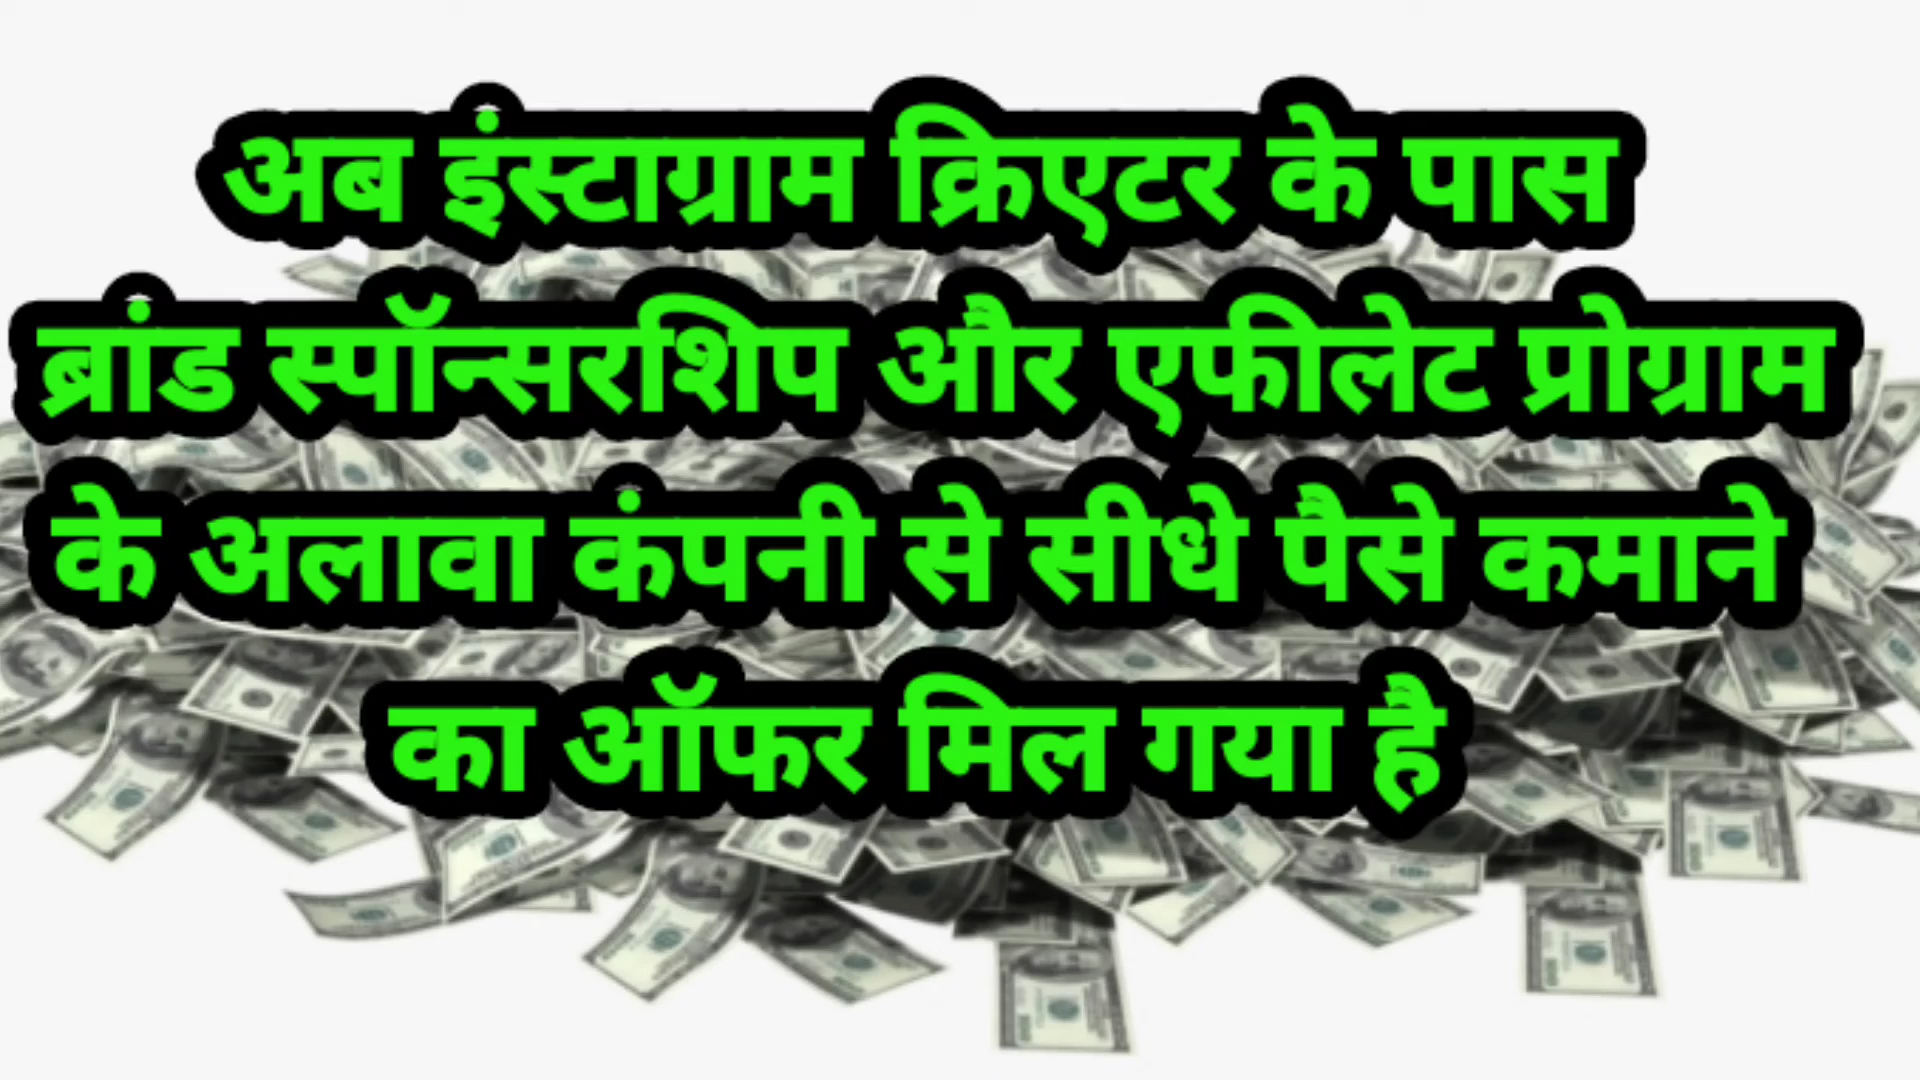 अब इंस्टाग्राम क्रिएटर के पास
ब्रांड स्पॉन्सरशिप और एफीलेट प्रोग्राम
के अलावा कंपनी से सीधे पैसे कमाने
का ऑफर मिल गया है